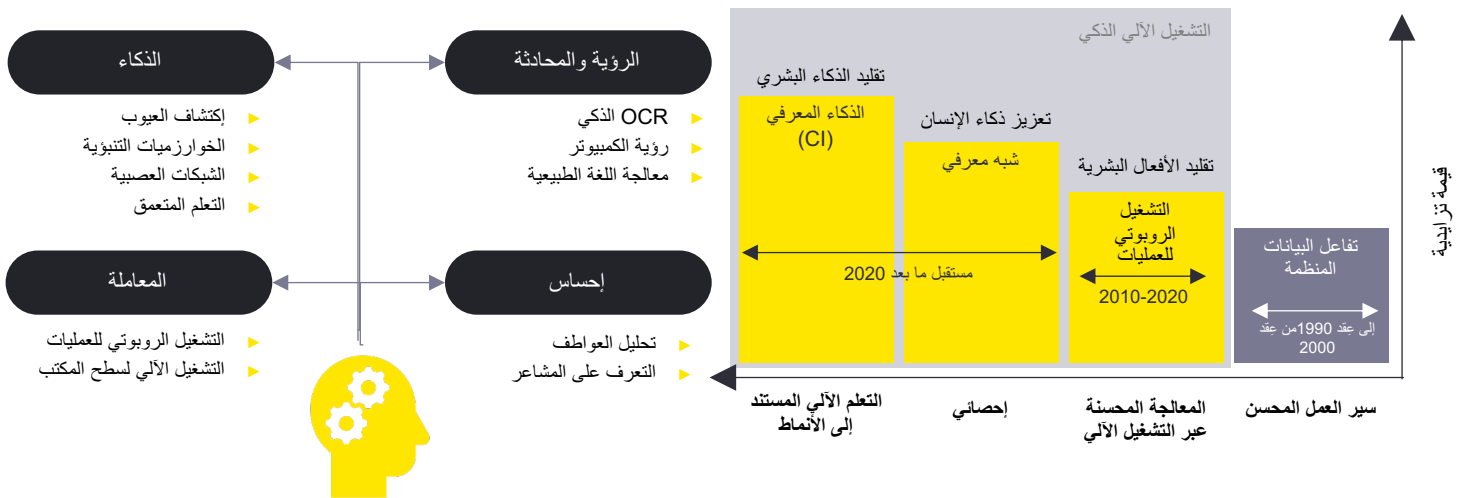 التشغيل الآلي الذكي
قيمة تزايدية
تفاعل البيانات
المنظمة
إلى عقد 1990من عقد
2000
سير العمل المحسن
تقليد الأفعال البشرية
التشغيل
الروبوتي
للعمليات
2010-2020
المعالجة المحسنة
عبر التشغيل الآلي
تعزيز ذكاء الإنسان
شبه معرفي
إحصائي
تقليد الذكاء البشري
الذكاء المعرفي
(CI)
مستقبل ما بعد 2020
التعلم الآلي المستند
إلى الأنماط
الرؤية والمحادثة
OCR الذكي
ر�ية الكمبيوتر
معالجة اللغة الطبيعية
الذكاء
إكتشاف العيوب
الخوارزميات التنبؤية
الشبكات العصبية
التعلم المتعمق
إحساس
تحليل العواطف
التعرف على المشاعر
المعاملة
التشغيل الروبوتي للعمليات
التشغيل الآلي لسطح المكتب